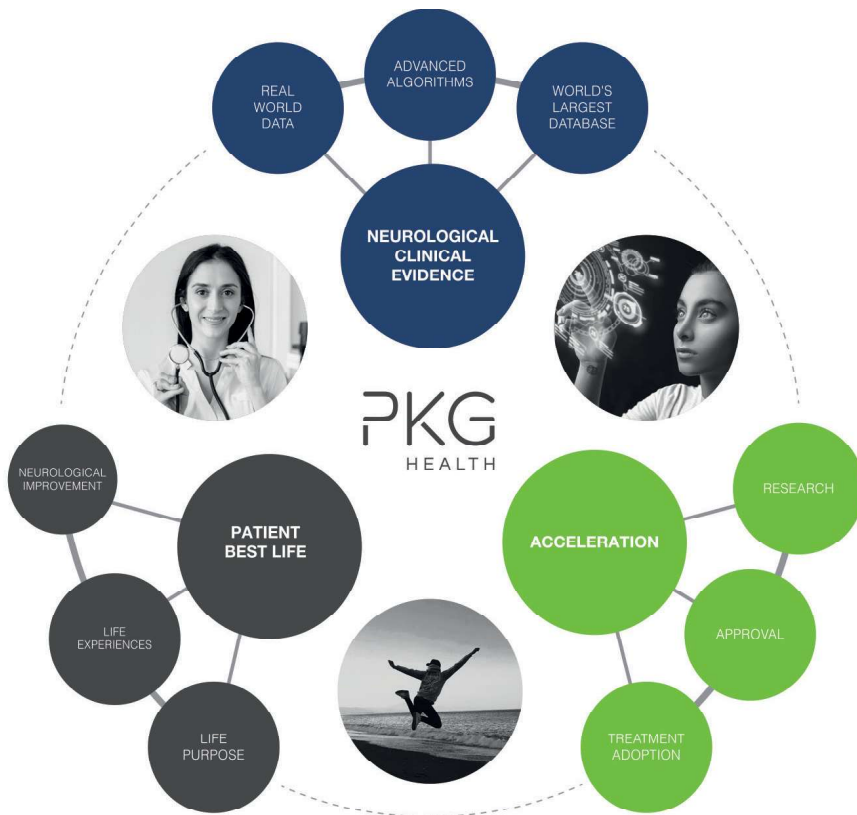 REAL
WORLD
DATA
ADVANCED
ALGORITHMS
WORLD'S
LARGEST
DATABASE
NEUROLOGICAL
CLINICAL
EVIDENCE
PKG
HEALTH
NEUROLOGICAL
IMPROVEMENT
PATIENT
BEST LIFE
LIFE
EXPERIENCES
LIFE
PURPOSE
ACCELERATION
RESEARCH
APPROVAL
TREATMENT
ADOPTION